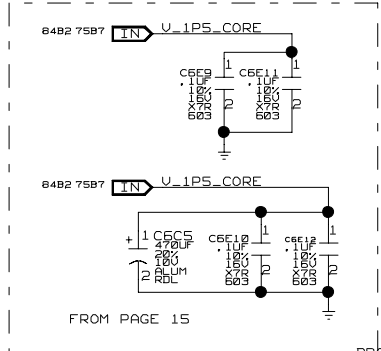 84B2 75B7 IN V_1P5_CORE
1 1
C6E9 C6E11
.1UF .1UF
10% 10%
16V 16V
X7R X7R
603 603
2 2
84B2 75B7 IN V_1P5_CORE
+ 1 1 1
C6C5 C6E10 C6E12
470UF .1UF .1UF
20% 10% 10%
10V 16V 16V
ALUM X7R X7R
RDL 603 603
2 2 2
FROM PAGE 15